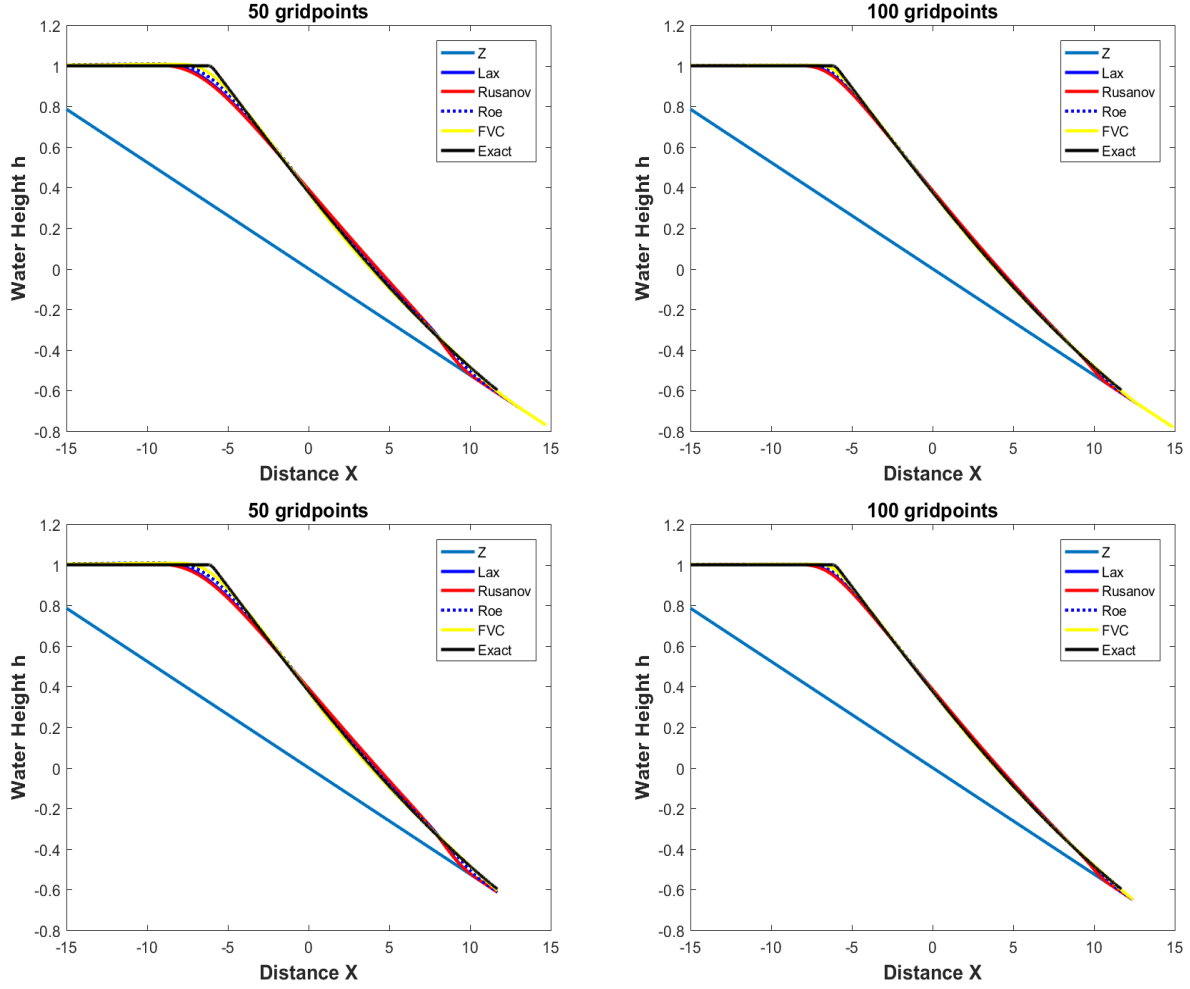 50 gridpoints
1.2
1
0.8
0.6
0.4
0.2
0
-0.2
-0.4
-0.6
-0.8
-15
-10
-5
0
5
10
15
Water Height h
Distance X
Z
Lax
Rusanov
Roe
FVC
Exact
100 gridpoints
1.2
1
0.8
0.6
0.4
0.2
0
-0.2
-0.4
-0.6
-0.8
-15
-10
-5
0
5
10
15
Water Height h
Distance X
Z
Lax
Rusanov
Roe
FVC
Exact
50 gridpoints
1.2
1
0.8
0.6
0.4
0.2
0
-0.2
-0.4
-0.6
-0.8
-15
-10
-5
0
5
10
15
Water Height h
Distance X
Z
Lax
Rusanov
Roe
FVC
Exact
100 gridpoints
1.2
1
0.8
0.6
0.4
0.2
0
-0.2
-0.4
-0.6
-0.8
-15
-10
-5
0
5
10
15
Water Height h
Distance X
Z
Lax
Rusanov
Roe
FVC
Exact